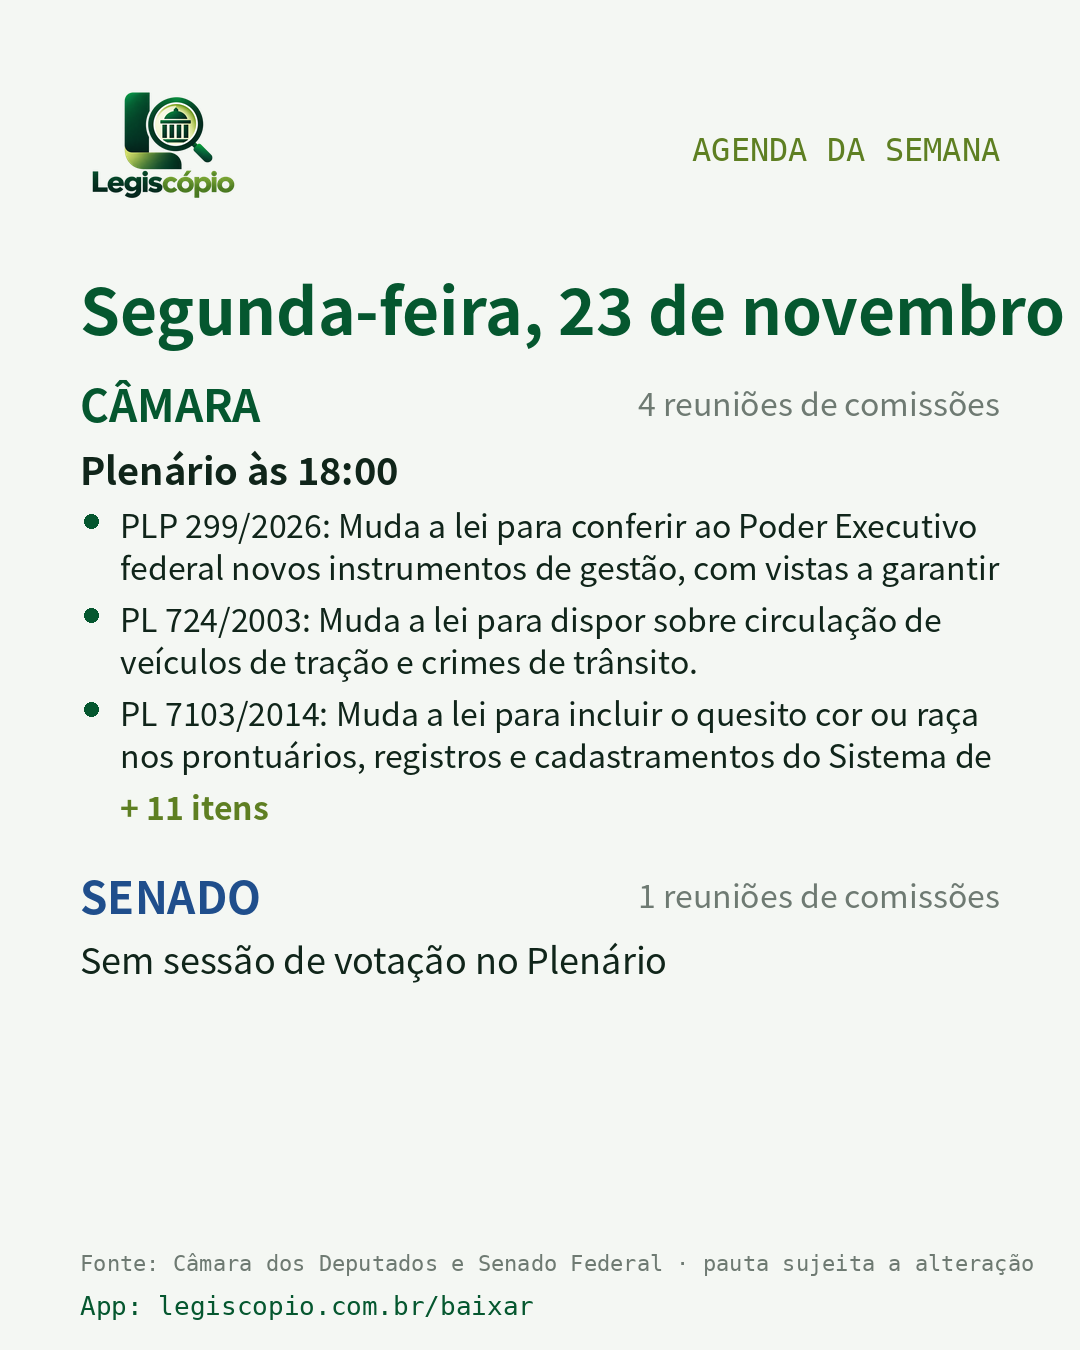 Legiscópio
AGENDA DA SEMANA
Segunda-feira, 23 de novembro
CÂMARA
4 reuniões de comissões
Plenário às 18:00
PLP 299/2026: Muda a lei para conferir ao Poder Executivo
federal novos instrumentos de gestão, com vistas a garantir
PL 724/2003: Muda a lei para dispor sobre circulação de
veículos de tração e crimes de trânsito.
PL 7103/2014: Muda a lei para incluir o quesito cor ou raça
nos prontuários, registros e cadastramentos do Sistema de
+ 11 itens
SENADO
1 reuniões de comissões
Sem sessão de votação no Plenário
Fonte: Câmara dos Deputados e Senado Federal · pauta sujeita a alteração
App: legiscopio.com.br/baixar